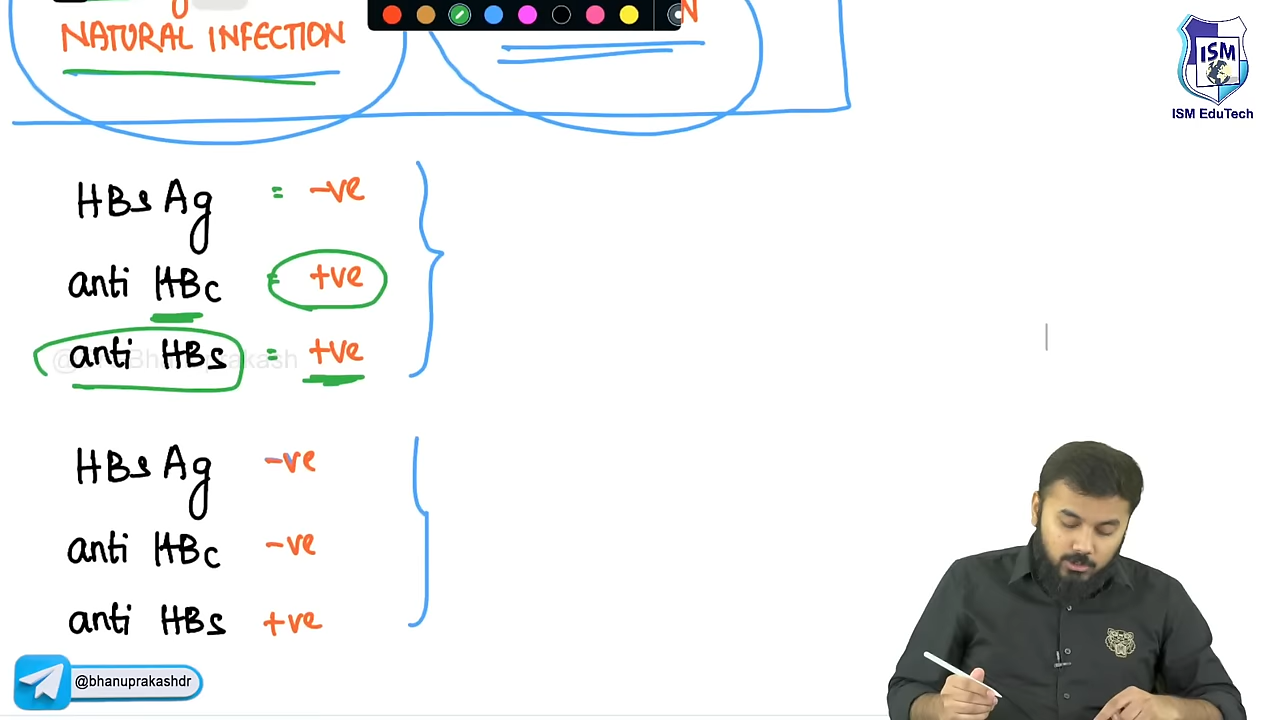 NATURAL INFECTION
N
ISM
ISM EduTech
HBsAg = -ve
anti HBc = +ve
anti HBs = +ve
HBsAg -ve
anti HBc -ve
anti HBs +ve
@bhanuprakashdr